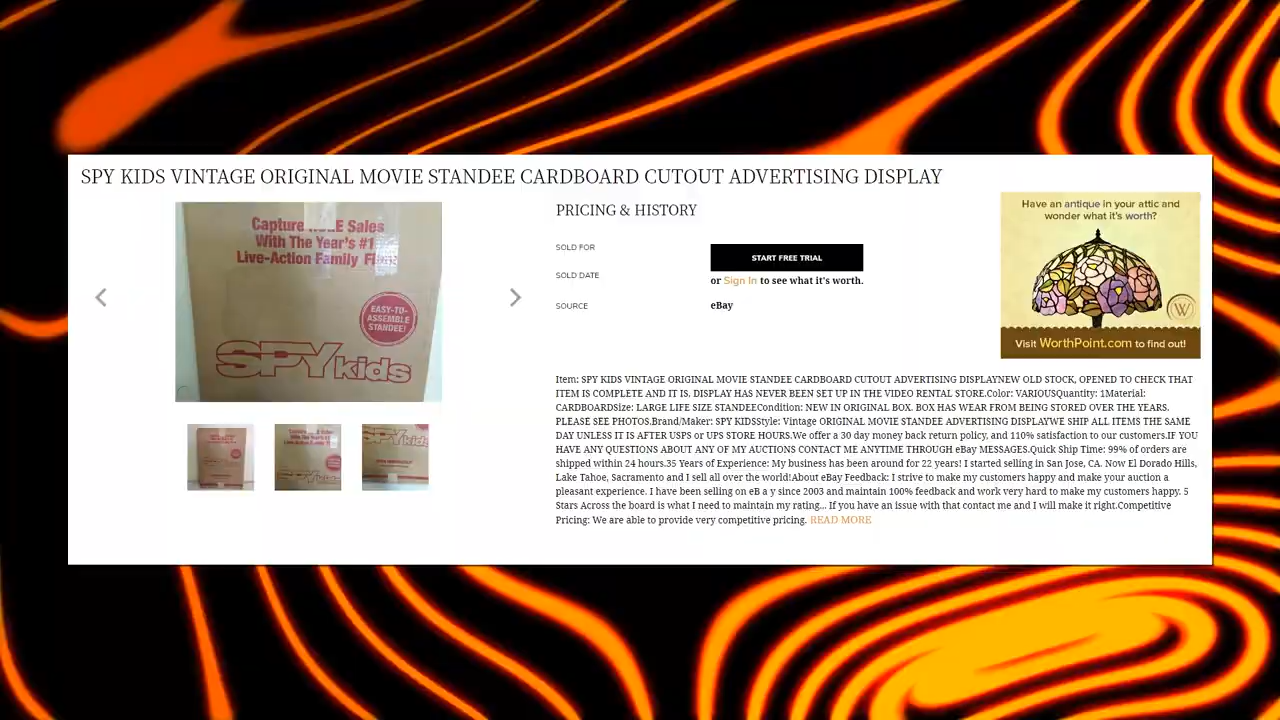 SPY KIDS VINTAGE ORIGINAL MOVIE STANDEE CARDBOARD CUTOUT ADVERTISING DISPLAY
Capture E Sales
With The Year's #1
Live-Action Family
EASY-TO-
ASSEMBLE
STANDEE!
SPY kids
PRICING & HISTORY
SOLD FOR
START FREE TRIAL
SOLD DATE
or Sign In to see what it's worth.
SOURCE
eBay
Have an antique in your attic and
wonder what it's worth?
W
Visit WorthPoint.com to find out!
Item: SPY KIDS VINTAGE ORIGINAL MOVIE STANDEE CARDBOARD CUTOUT ADVERTISING DISPLAYNEW OLD STOCK, OPENED TO CHECK THAT
ITEM IS COMPLETE AND IT IS. DISPLAY HAS NEVER BEEN SET UP IN THE VIDEO RENTAL STORE.Color: VARIOUSQuantity: 1Material:
CARDBOARDSize: LARGE LIFE SIZE STANDEECondition: NEW IN ORIGINAL BOX. BOX HAS WEAR FROM BEING STORED OVER THE YEARS.
PLEASE SEE PHOTOS.Brand/Maker: SPY KIDSStyle: Vintage ORIGINAL MOVIE STANDEE ADVERTISING DISPLAYWE SHIP ALL ITEMS THE SAME
DAY UNLESS IT IS AFTER USPS or UPS STORE HOURS.We offer a 30 day money back return policy, and 110% satisfaction to our customers.IF YOU
HAVE ANY QUESTIONS ABOUT ANY OF MY AUCTIONS CONTACT ME ANYTIME THROUGH eBay MESSAGES.Quick Ship Time: 99% of orders are
shipped within 24 hours.35 Years of Experience: My business has been around for 22 years! I started selling in San Jose, CA. Now El Dorado Hills,
Lake Tahoe, Sacramento and I sell all over the world!About eBay Feedback: I strive to make my customers happy and make your auction a
pleasant experience. I have been selling on eB a y since 2003 and maintain 100% feedback and work very hard to make my customers happy. 5
Stars Across the board is what I need to maintain my rating... If you have an issue with that contact me and I will make it right.Competitive
Pricing: We are able to provide very competitive pricing. READ MORE